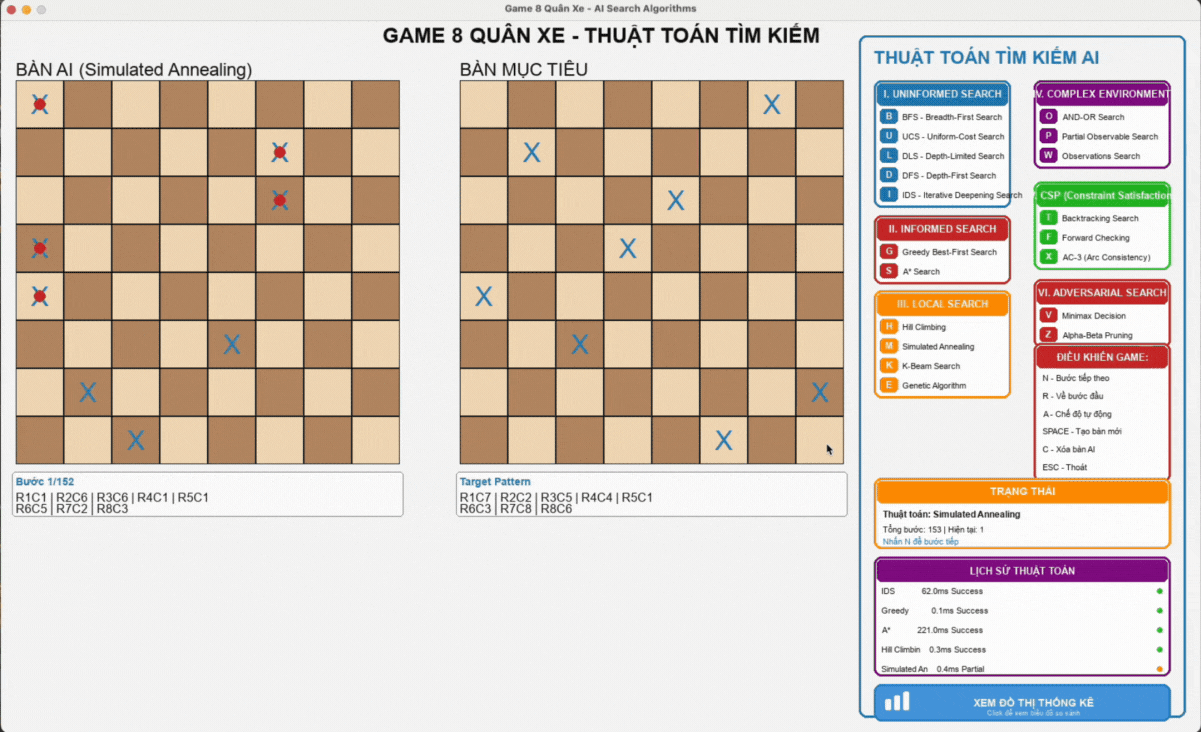 Game 8 Quân Xe - AI Search Algorithms
GAME 8 QUÂN XE - THUẬT TOÁN TÌM KIẾM
BÀN AI (Simulated Annealing)
X
X
X
X
X
X
X
X
Bước 1/152
R1C1 | R2C6 | R3C6 | R4C1 | R5C1
R6C5 | R7C2 | R8C3
BÀN MỤC TIÊU
X
X
X
X
X
X
X
X
Target Pattern
R1C7 | R2C2 | R3C5 | R4C4 | R5C1
R6C3 | R7C8 | R8C6
THUẬT TOÁN TÌM KIẾM AI
I. UNINFORMED SEARCH
B BFS - Breadth-First Search
U UCS - Uniform-Cost Search
L DLS - Depth-Limited Search
D DFS - Depth-First Search
I IDS - Iterative Deepening Search
II. INFORMED SEARCH
G Greedy Best-First Search
S A* Search
III. LOCAL SEARCH
H Hill Climbing
M Simulated Annealing
K K-Beam Search
E Genetic Algorithm
V. COMPLEX ENVIRONMENT
O AND-OR Search
P Partial Observable Search
W Observations Search
CSP (Constraint Satisfaction
T Backtracking Search
F Forward Checking
X AC-3 (Arc Consistency)
VI. ADVERSARIAL SEARCH
V Minimax Decision
Z Alpha-Beta Pruning
ĐIỀU KHIỂN GAME:
N - Bước tiếp theo
R - Về bước đầu
A - Chế độ tự động
SPACE - Tạo bàn mới
C - Xóa bàn AI
ESC - Thoát
TRẠNG THÁI
Thuật toán: Simulated Annealing
Tổng bước: 153 | Hiện tại: 1
Nhấn N để bước tiếp
LỊCH SỬ THUẬT TOÁN
IDS 62.0ms Success
Greedy 0.1ms Success
A* 221.0ms Success
Hill Climbin 0.3ms Success
Simulated An 0.4ms Partial
XEM ĐỒ THỊ THỐNG KÊ
Click để xem biểu đồ so sánh